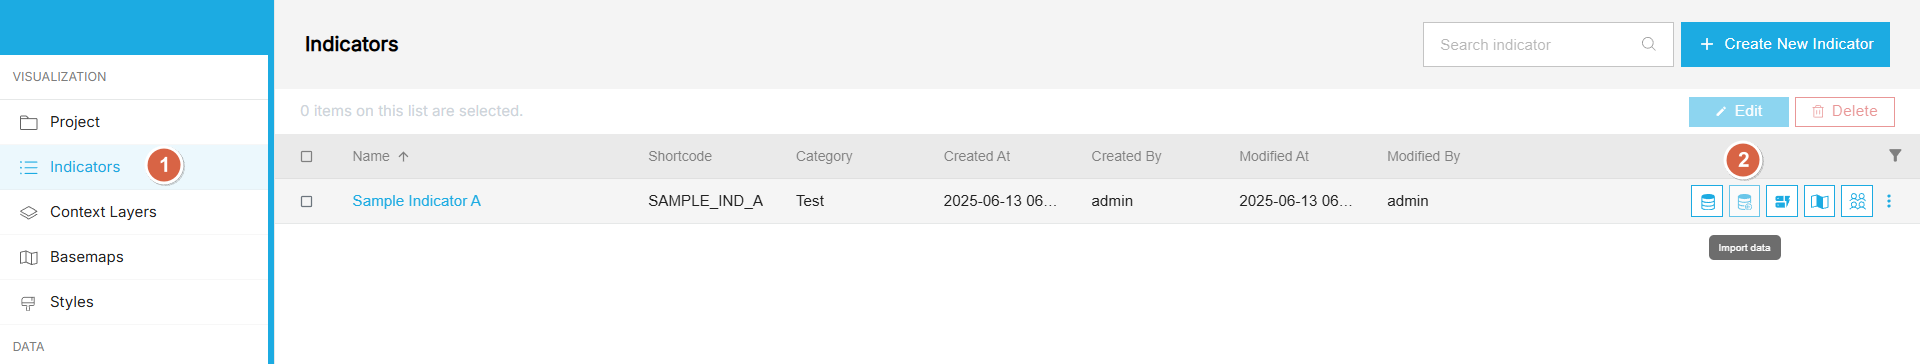 Indicators
Search indicator
Create New Indicator
VISUALIZATION
0 items on this list are selected.
Edit
Delete
Project
Name
Shortcode
Category
Created At
Created By
Modified At
Modified By
2
Indicators
1
Sample Indicator A
SAMPLE_IND_A
Test
2025-06-13 06...
admin
2025-06-13 06...
admin
Context Layers
Import data
Basemaps
Styles
DATA